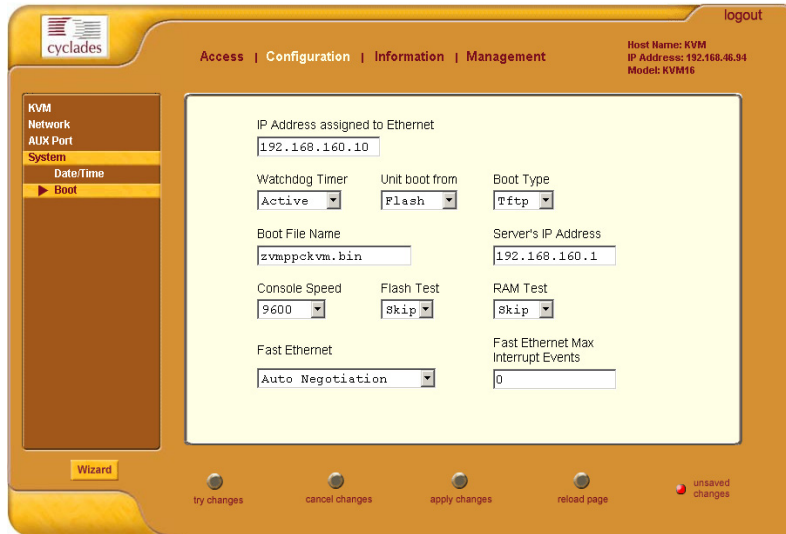 logout
cyclades
Access | Configuration | Information | Management
Host Name: KVM
IP Address: 192.168.46.94
Model: KVM16
KVM
Network
AUX Port
System
Date/Time
Boot
IP Address assigned to Ethernet
192.168.160.10
Watchdog Timer Unit boot from Boot Type
Active Flash Tftp
Boot File Name Server's IP Address
zvmppckvm.bin 192.168.160.1
Console Speed Flash Test RAM Test
9600 Skip Skip
Fast Ethernet Fast Ethernet Max
Interrupt Events
Auto Negotiation 0
Wizard
try changes cancel changes apply changes reload page unsaved
changes